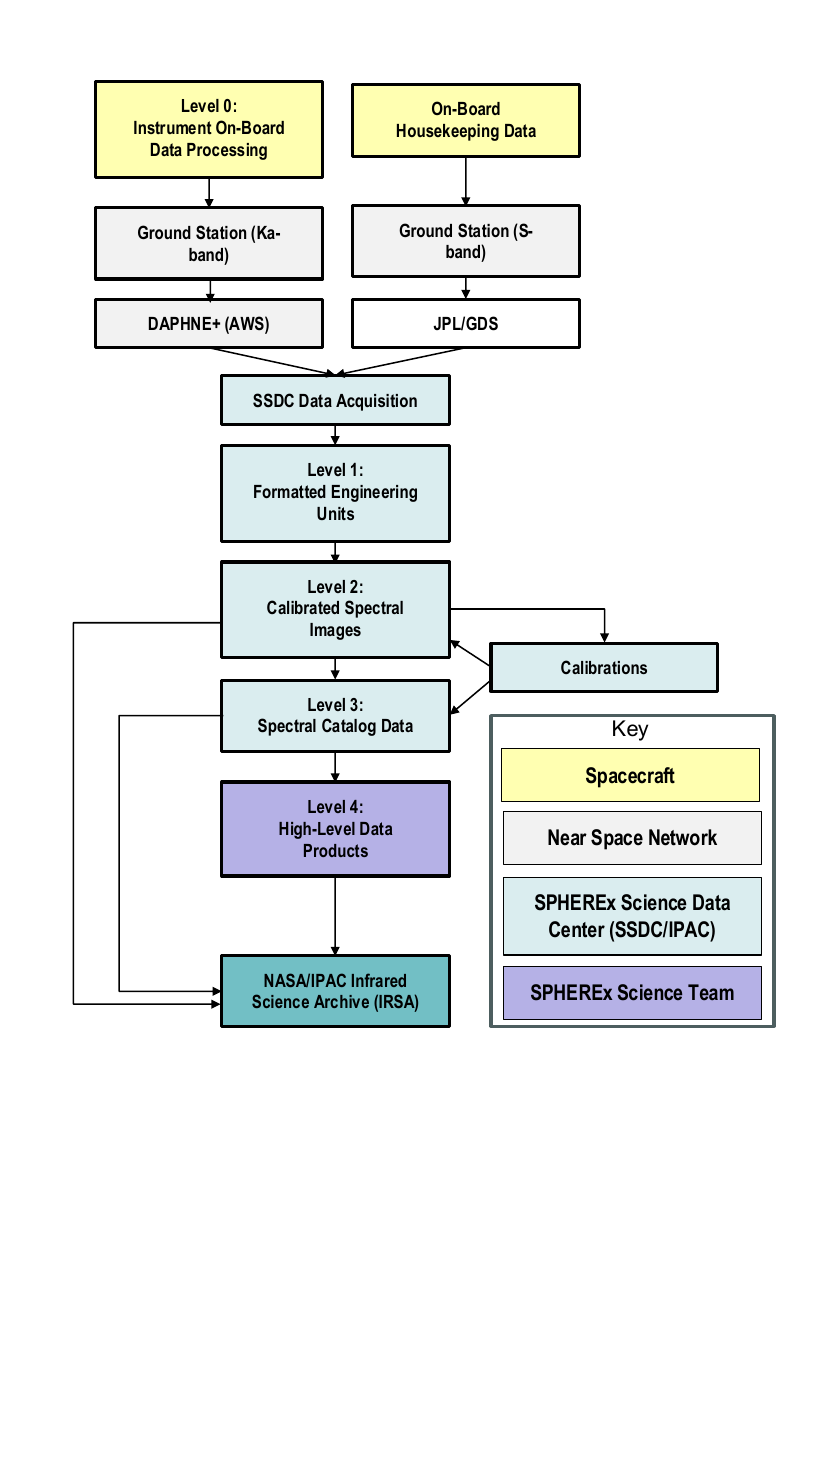 Level 0:
Instrument On-Board
Data Processing
On-Board
Housekeeping Data
Ground Station (Ka-
band)
Ground Station (S-
band)
DAPHNE+ (AWS)
JPL/GDS
SSDC Data Acquisition
Level 1:
Formatted Engineering
Units
Level 2:
Calibrated Spectral
Images
Calibrations
Level 3:
Spectral Catalog Data
Level 4:
High-Level Data
Products
NASA/IPAC Infrared
Science Archive (IRSA)
Key
Spacecraft
Near Space Network
SPHEREx Science Data
Center (SSDC/IPAC)
SPHEREx Science Team